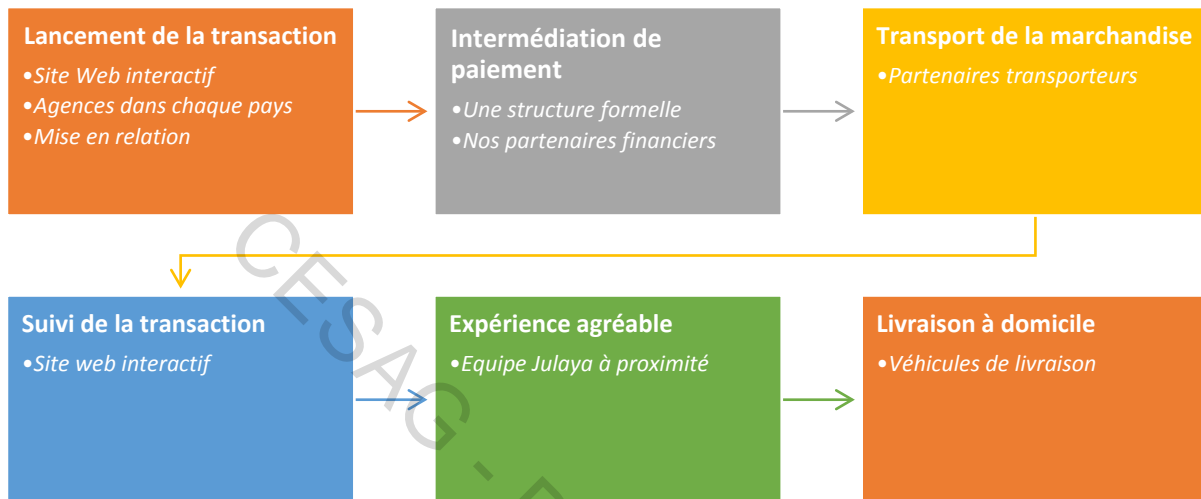 Lancement de la transaction
•Site Web interactif
•Agences dans chaque pays
•Mise en relation
Intermédiation de
paiement
•Une structure formelle
•Nos partenaires financiers
Transport de la marchandise
•Partenaires transporteurs
Suivi de la transaction
•Site web interactif
Expérience agréable
•Equipe Julaya à proximité
Livraison à domicile
•Véhicules de livraison
CESAG -